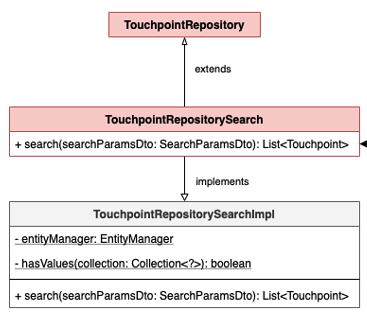 TouchpointRepository
extends
TouchpointRepositorySearch
+ search(searchParamsDto: SearchParamsDto): List<Touchpoint>
implements
TouchpointRepositorySearchImpl
- entityManager: EntityManager
- hasValues(collection: Collection<?>): boolean
+ search(searchParamsDto: SearchParamsDto): List<Touchpoint>